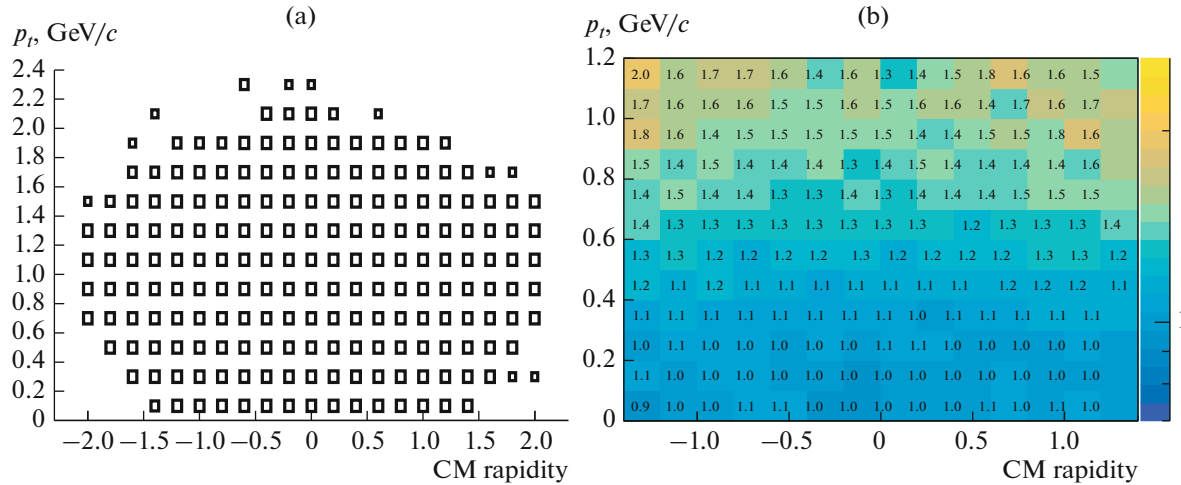 (a)
p_t, GeV/c
2.4
2.2
2.0
1.8
1.6
1.4
1.2
1.0
0.8
0.6
0.4
0.2
0
−2.0 −1.5 −1.0 −0.5 0 0.5 1.0 1.5 2.0
CM rapidity
(b)
p_t, GeV/c
1.2
1.0
0.8
0.6
0.4
0.2
0
2.0 1.6 1.7 1.7 1.6 1.4 1.6 1.3 1.4 1.5 1.8 1.6 1.6 1.5
1.7 1.6 1.6 1.6 1.5 1.5 1.6 1.5 1.6 1.6 1.4 1.7 1.6 1.7
1.8 1.6 1.4 1.5 1.5 1.5 1.5 1.5 1.4 1.4 1.5 1.5 1.8 1.6
1.5 1.4 1.5 1.4 1.4 1.4 1.3 1.4 1.5 1.4 1.4 1.4 1.4 1.6
1.4 1.5 1.4 1.4 1.3 1.3 1.4 1.3 1.4 1.4 1.4 1.5 1.5
1.4 1.3 1.3 1.3 1.3 1.3 1.3 1.3 1.3 1.2 1.3 1.3 1.3 1.4
1.3 1.3 1.2 1.2 1.2 1.2 1.3 1.2 1.2 1.2 1.2 1.3 1.3 1.2
1.2 1.1 1.2 1.1 1.1 1.1 1.1 1.1 1.1 1.2 1.1 1.1 1.1 1.1
1.1 1.1 1.1 1.1 1.1 1.1 1.1 1.0 1.1 1.1 1.1 1.1 1.1
1.0 1.1 1.0 1.0 1.0 1.0 1.0 1.0 1.0 1.0 1.0 1.0 1.0
1.1 1.0 1.0 1.0 1.0 1.0 1.0 1.0 1.0 1.0 1.0 1.0 1.0
0.9 1.0 1.0 1.1 1.1 1.0 1.0 1.0 1.0 1.1 1.0 1.1 1.0
−1.0 −0.5 0 0.5 1.0
CM rapidity